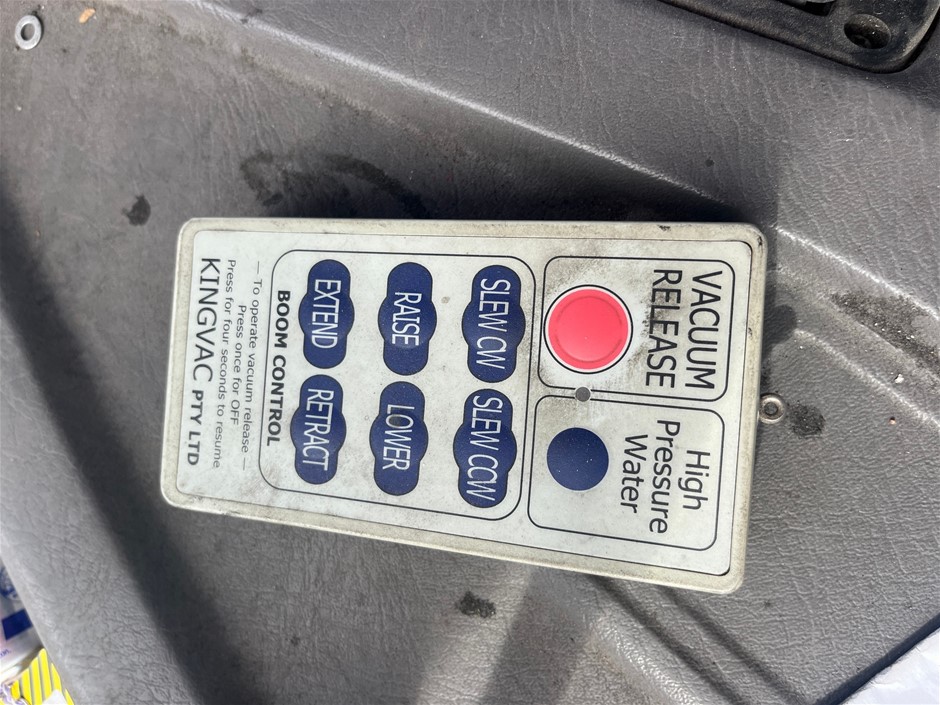 VACUUM
RELEASE
High
Pressure
Water
SLEW CW
SLEW CCW
RAISE
LOWER
EXTEND
RETRACT
BOOM CONTROL
— To operate vacuum release —
Press once for OFF
Press for four seconds to resume
KINGVAC PTY LTD